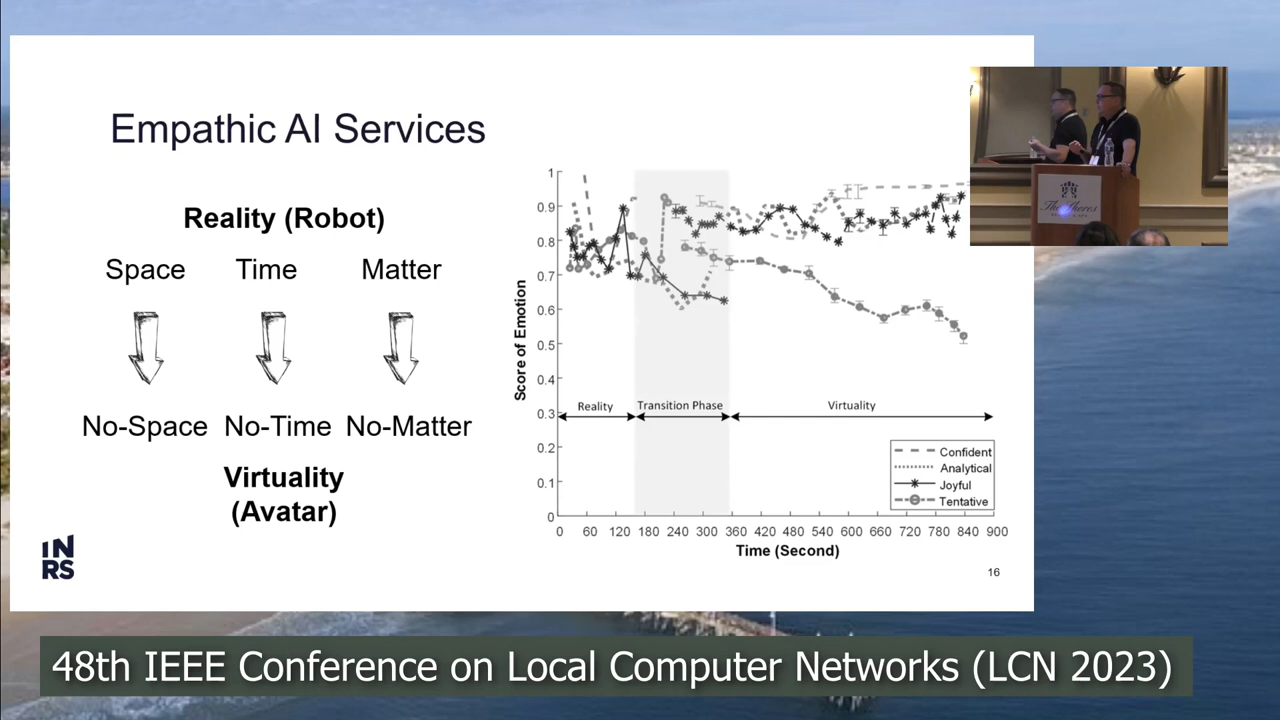 Empathic AI Services
Reality (Robot)
Space Time Matter
No-Space No-Time No-Matter
Virtuality
(Avatar)
INRS
Score of Emotion
1
0.9
0.8
0.7
0.6
0.5
0.4
0.3
0.2
0.1
0
Reality Transition Phase Virtuality
Confident
Analytical
Joyful
Tentative
0 60 120 180 240 300 360 420 480 540 600 660 720 780 840 900
Time (Second)
16
48th IEEE Conference on Local Computer Networks (LCN 2023)